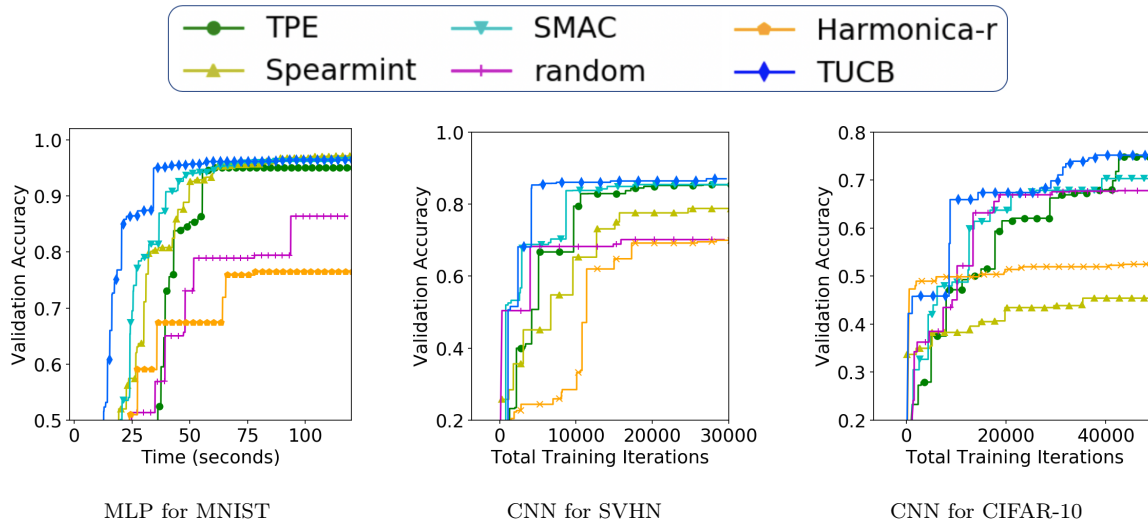 TPE
SMAC
Harmonica-r
Spearmint
random
TUCB
1.0
0.9
0.8
0.7
0.6
0.5
Validation Accuracy
0
25
50
75
100
Time (seconds)
MLP for MNIST
1.0
0.8
0.6
0.4
0.2
Validation Accuracy
0
10000
20000
30000
Total Training Iterations
CNN for SVHN
0.8
0.7
0.6
0.5
0.4
0.3
0.2
Validation Accuracy
0
20000
40000
Total Training Iterations
CNN for CIFAR-10